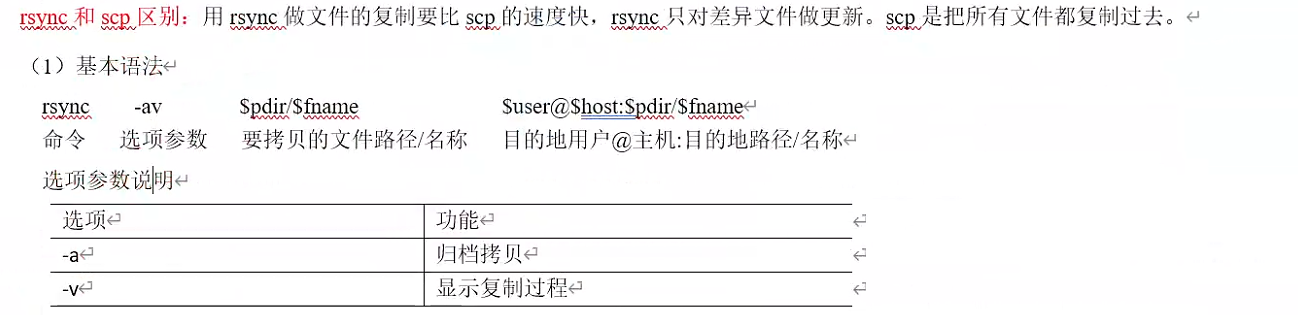 rsync 和 scp 区别：用 rsync 做文件的复制要比 scp 的速度快，rsync 只对差异文件做更新。scp 是把所有文件都复制过去。
（1）基本语法
rsync -av $pdir/$fname $user@$host:$pdir/$fname
命令 选项参数 要拷贝的文件路径/名称 目的地用户@主机:目的地路径/名称
选项参数说明
选项 功能
-a 归档拷贝
-v 显示复制过程